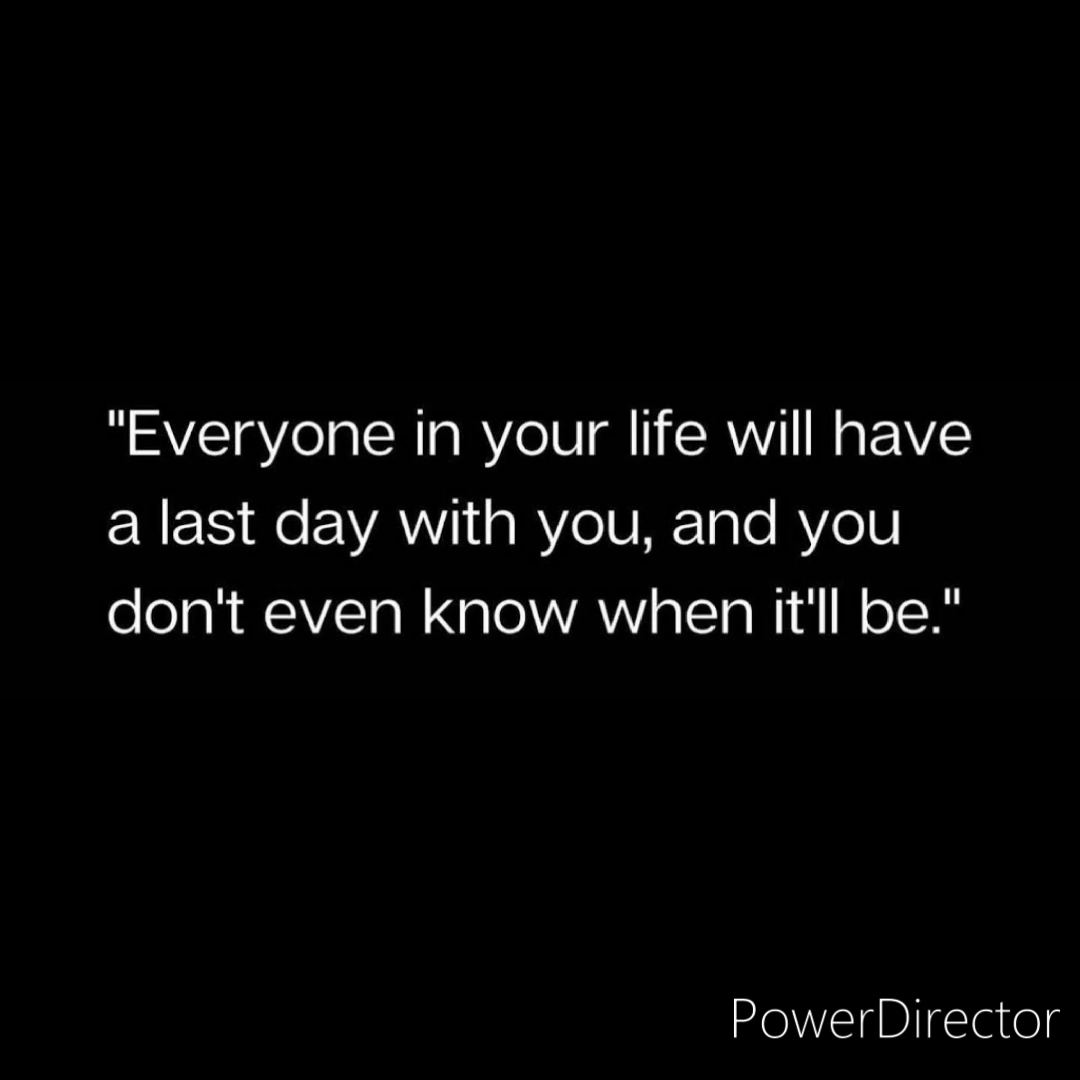 "Everyone in your life will have
a last day with you, and you
don't even know when it'll be."
PowerDirector